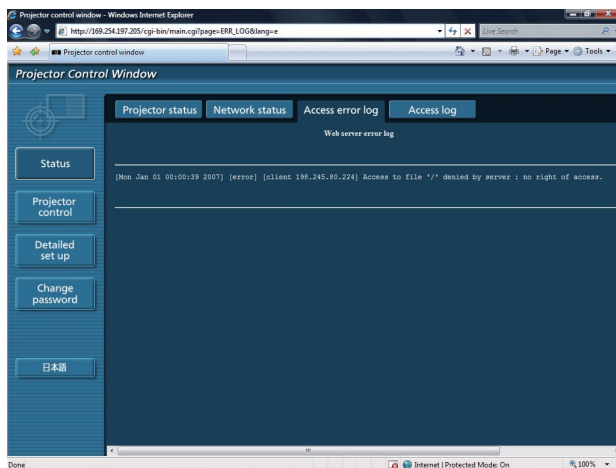 Projector control window - Windows Internet Explorer
http://169.254.197.205/cgi-bin/main.cgi?page=ERR_LOG&lang=e
Live Search
Projector control window
Page
Tools
Projector Control Window
Projector status
Network status
Access error log
Access log
Web server error log
Status
[Mon Jan 01 00:00:39 2007] [error] [client 198.245.80.224] Access to file '/' denied by server : no right of access.
Projector
control
Detailed
set up
Change
password
日本語
Done
Internet | Protected Mode: On
100%